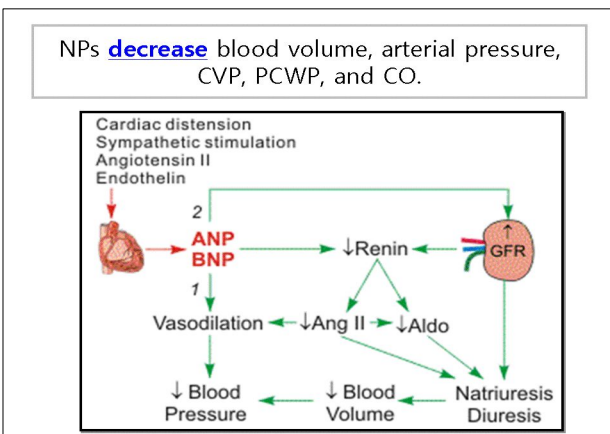 NPs decrease blood volume, arterial pressure,
CVP, PCWP, and CO.
Cardiac distension
Sympathetic stimulation
Angiotensin II
Endothelin
2
ANP
BNP
↓Renin
↑
GFR
1
Vasodilation
↓Ang II
↓Aldo
↓ Blood
Pressure
↓ Blood
Volume
Natriuresis
Diuresis